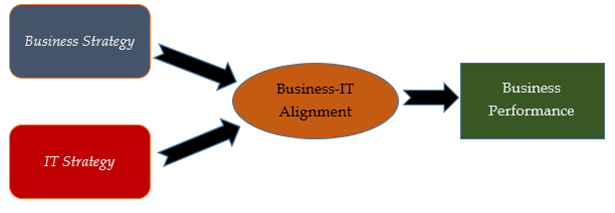 Business Strategy
IT Strategy
Business-IT
Alignment
Business
Performance